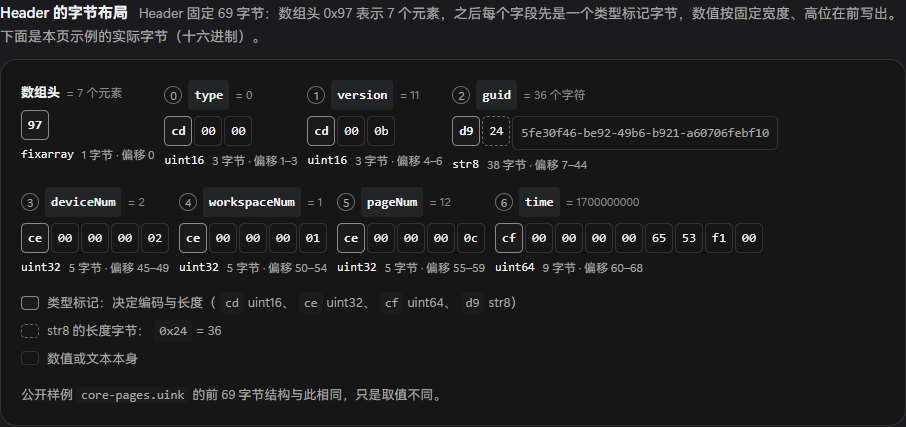 Header 的字节布局 Header 固定 69 字节：数组头 0x97 表示 7 个元素，之后每个字段先是一个类型标记字节，数值按固定宽度、高位在前写出。
下面是本页示例的实际字节（十六进制）。
数组头 = 7 个元素
97
fixarray 1 字节 · 偏移 0
0 type = 0
cd 00 00
uint16 3 字节 · 偏移 1–3
1 version = 11
cd 00 0b
uint16 3 字节 · 偏移 4–6
2 guid = 36 个字符
d9 24 5fe30f46-be92-49b6-b921-a60706febf10
str8 38 字节 · 偏移 7–44
3 deviceNum = 2
ce 00 00 00 02
uint32 5 字节 · 偏移 45–49
4 workspaceNum = 1
ce 00 00 00 01
uint32 5 字节 · 偏移 50–54
5 pageNum = 12
ce 00 00 00 0c
uint32 5 字节 · 偏移 55–59
6 time = 1700000000
cf 00 00 00 00 65 53 f1 00
uint64 9 字节 · 偏移 60–68
类型标记：决定编码与长度（ cd uint16、 ce uint32、 cf uint64、 d9 str8）
str8 的长度字节： 0x24 = 36
数值或文本本身
公开样例 core-pages.uink 的前 69 字节结构与此相同，只是取值不同。